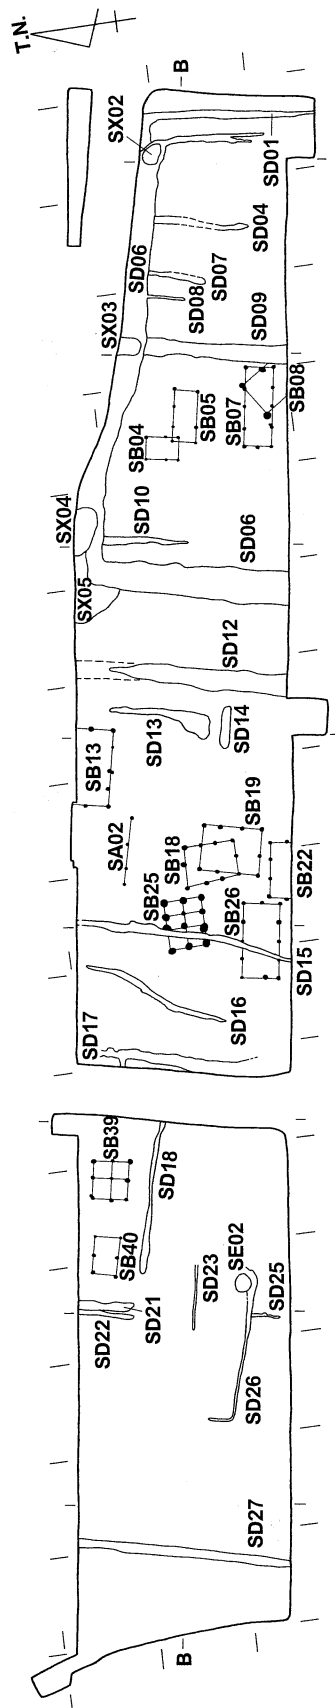 T.N.
B
SX02
SD01
SD04
SD06
SD07
SD08
SX03
SD09
SB04
SB05
SB07
SB08
SX04
SD10
SD06
SX05
SD12
SD13
SD14
SB13
SA02
SB18
SB19
SB25
SB26
SB22
SD15
SD16
SD17
SB39
SD18
SB40
SD21
SD22
SD23
SE02
SD25
SD26
SD27
B